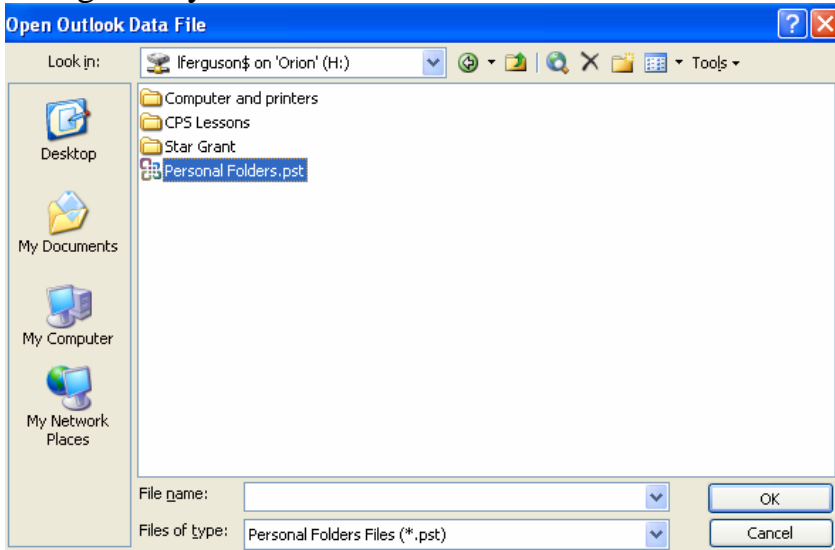 Open Outlook Data File
Look in:
lferguson$ on 'Orion' (H:)
Tools
Computer and printers
CPS Lessons
Star Grant
Personal Folders.pst
Desktop
My Documents
My Computer
My Network
Places
File name:
OK
Files of type:
Personal Folders Files (*.pst)
Cancel